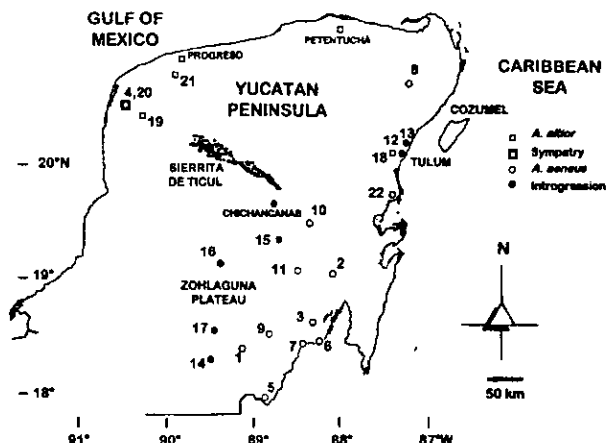 GULF OF
MEXICO
PETENTUCHA
PROGRESO
8
CARIBBEAN
SEA
21
YUCATAN
PENINSULA
4,20
COZUMEL
19
13
12
A. altior
18
TULUM
Sympatry
20°N
A. aeneus
SIERRITA
DE TICUL
22
Introgression
CHICHANCANAB
10
15
N
16
11
2
19°
ZOHLAGUNA
PLATEAU
3
17
9
7
6
1
14
50 km
18°
5
91°
90°
89°
88°
87°W